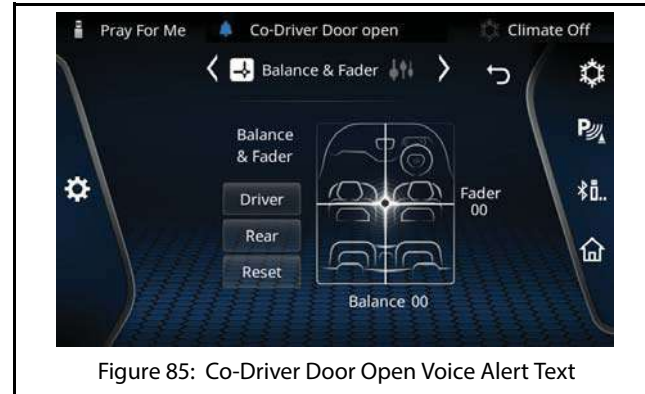 Pray For Me Co-Driver Door open Climate Off
Balance & Fader
Balance
& Fader
Driver
Rear
Reset
Fader
00
Balance 00
P
Figure 85: Co-Driver Door Open Voice Alert Text